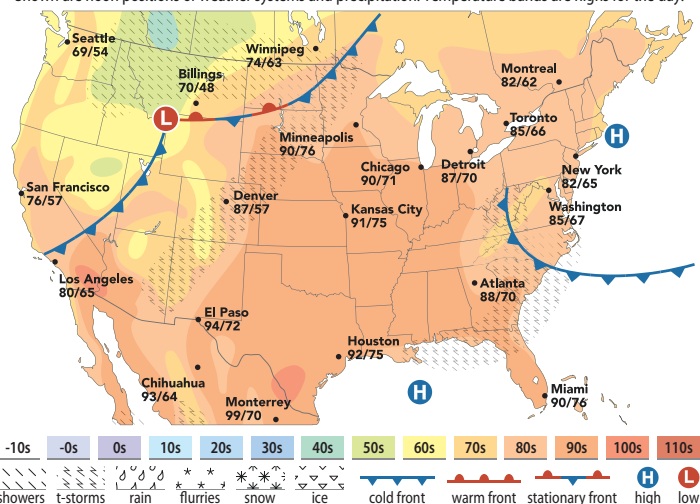 Shown are noon positions of weather systems and precipitation. Temperature bands are highs for the day.
Seattle
69/54
Winnipeg
74/63
Billings
70/48
Montreal
82/62
L
Toronto
85/66
H
Minneapolis
90/76
Chicago
90/71
Detroit
87/70
New York
82/65
San Francisco
76/57
Denver
87/57
Kansas City
91/75
Washington
85/67
Los Angeles
80/65
Atlanta
88/70
El Paso
94/72
Houston
92/75
Chihuahua
93/64
H
Miami
90/76
Monterrey
99/70
-10s -0s 0s 10s 20s 30s 40s 50s 60s 70s 80s 90s 100s 110s
H L
showers t-storms rain flurries snow ice cold front warm front stationary front high low